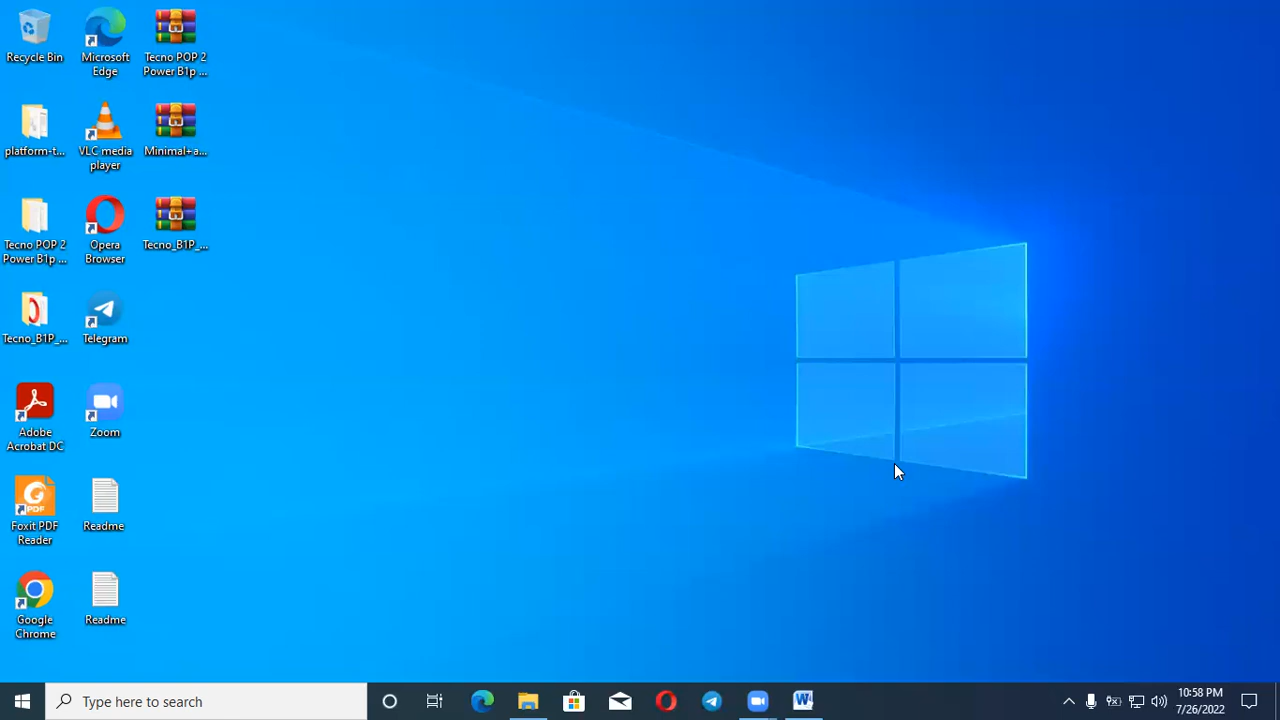 Recycle Bin
Microsoft
Edge
Tecno POP 2
Power B1p ...
platform-t...
VLC media
player
Minimal+a...
Tecno POP 2
Power B1p ...
Opera
Browser
Tecno_B1P_...
Tecno_B1P_...
Telegram
Adobe
Acrobat DC
Zoom
Foxit PDF
Reader
Readme
Google
Chrome
Readme
Type here to search
10:58 PM
7/26/2022